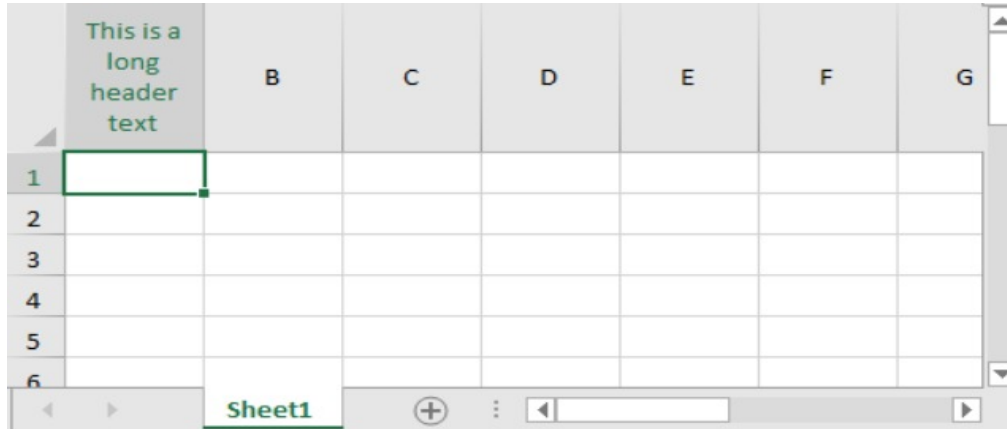 This is a
long
header
text
B C D E F G
1
2
3
4
5
6
Sheet1